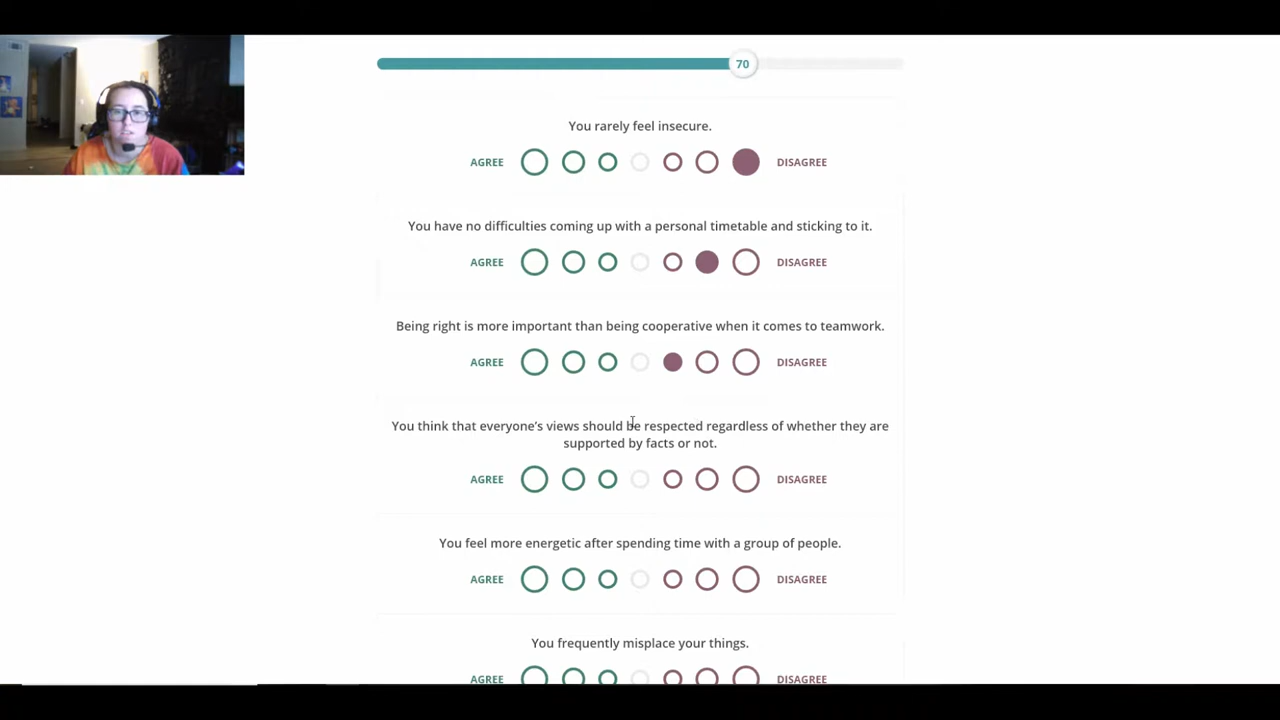 70
You rarely feel insecure.
AGREE DISAGREE
You have no difficulties coming up with a personal timetable and sticking to it.
AGREE DISAGREE
Being right is more important than being cooperative when it comes to teamwork.
AGREE DISAGREE
You think that everyone's views should be respected regardless of whether they are
supported by facts or not.
AGREE DISAGREE
You feel more energetic after spending time with a group of people.
AGREE DISAGREE
You frequently misplace your things.
AGREE DISAGREE